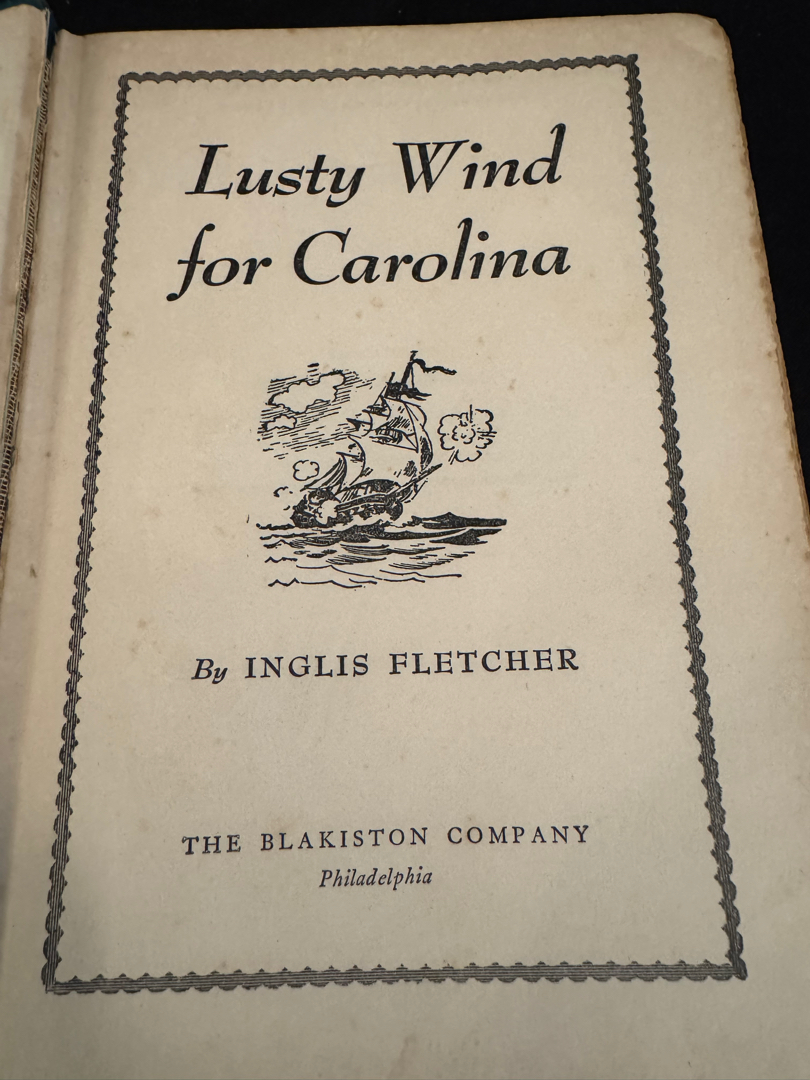 Lusty Wind
for Carolina
By INGLIS FLETCHER
THE BLAKISTON COMPANY
Philadelphia